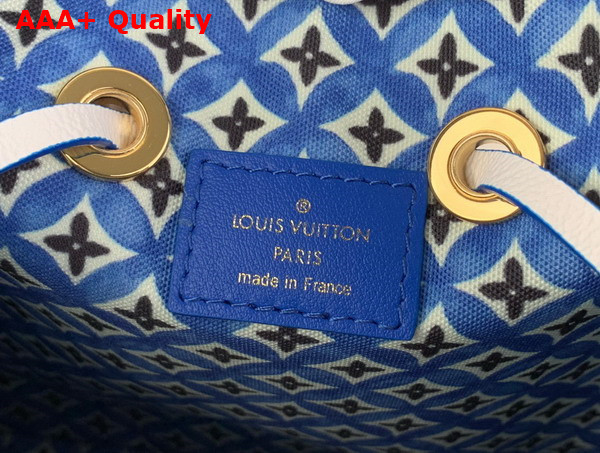 AAA+ Quality
®
LOUIS VUITTON
PARIS
made in France